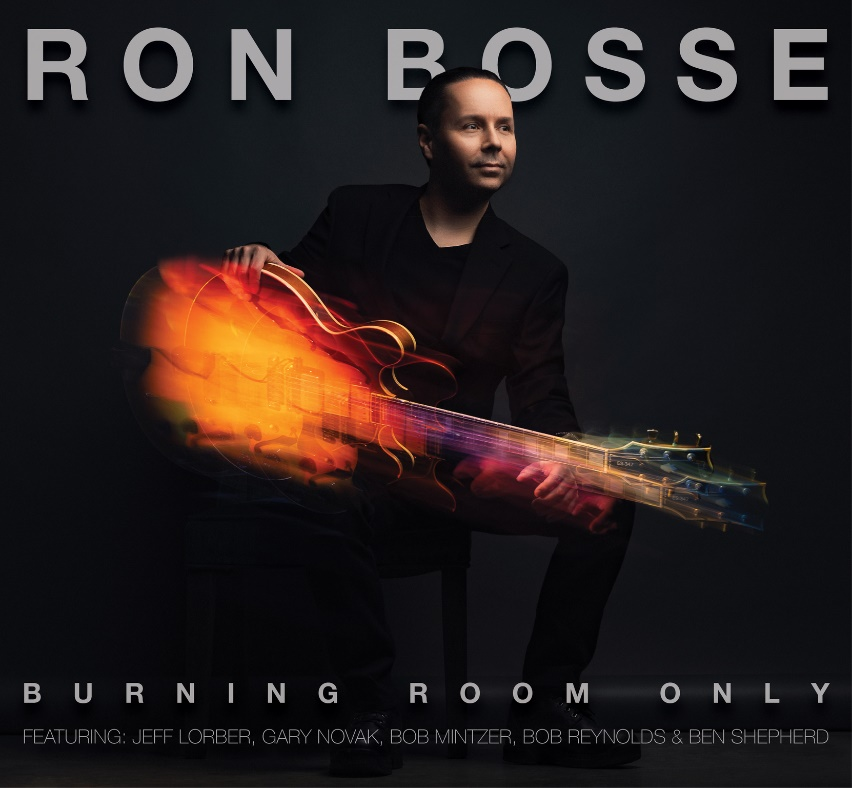 RON BOSSE
BURNING ROOM ONLY
FEATURING: JEFF LORBER, GARY NOVAK, BOB MINTZER, BOB REYNOLDS & BEN SHEPHERD